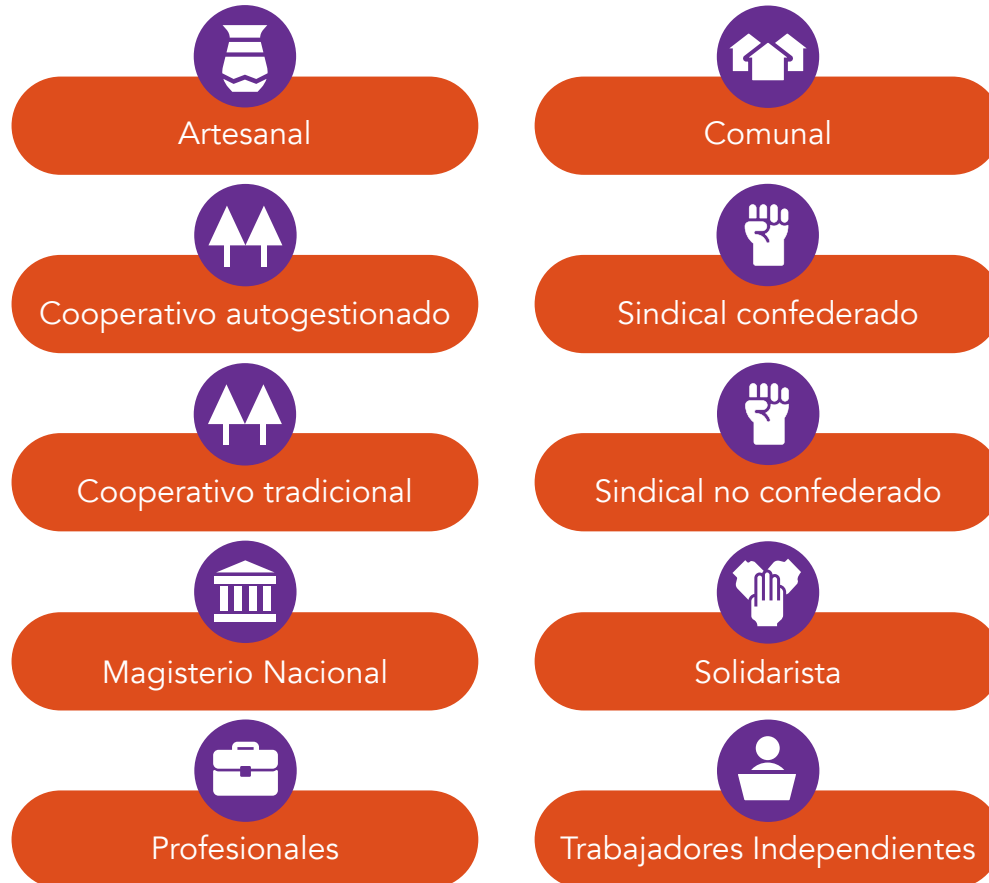 Artesanal
Comunal
Cooperativo autogestionado
Sindical confederado
Cooperativo tradicional
Sindical no confederado
Magisterio Nacional
Solidarista
Profesionales
Trabajadores Independientes